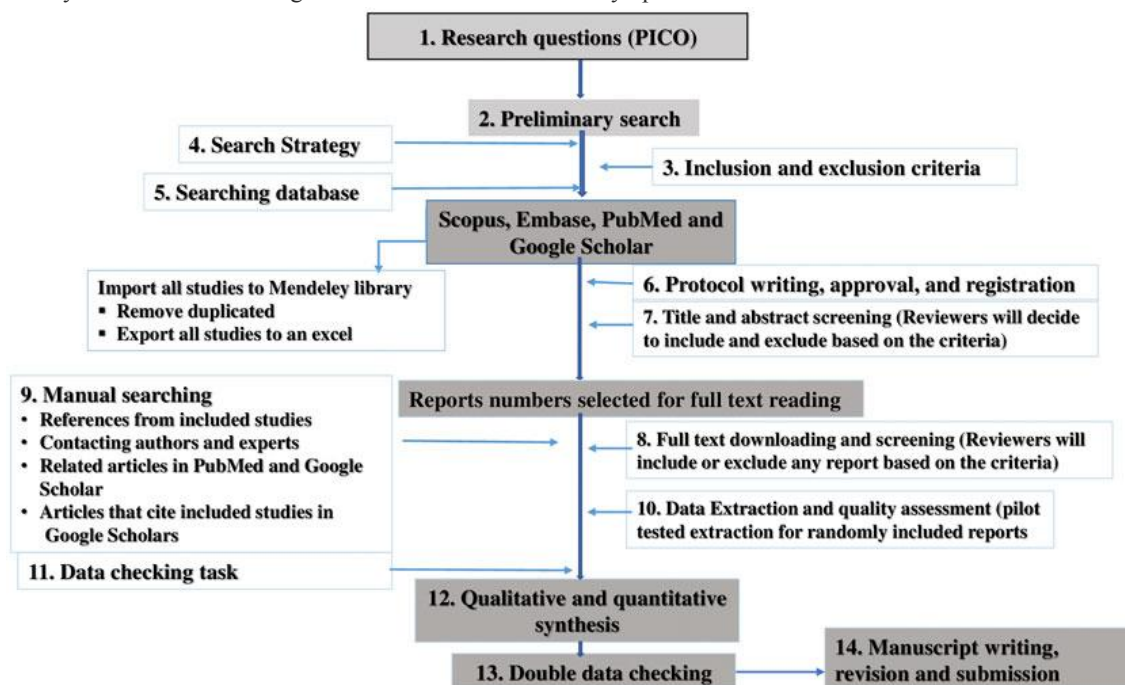 1. Research questions (PICO)
2. Preliminary search
4. Search Strategy
3. Inclusion and exclusion criteria
5. Searching database
Scopus, Embase, PubMed and
Google Scholar
Import all studies to Mendeley library
▪ Remove duplicated
▪ Export all studies to an excel
6. Protocol writing, approval, and registration
7. Title and abstract screening (Reviewers will decide
to include and exclude based on the criteria)
Reports numbers selected for full text reading
9. Manual searching
• References from included studies
• Contacting authors and experts
• Related articles in PubMed and Google
Scholar
• Articles that cite included studies in
Google Scholars
8. Full text downloading and screening (Reviewers will
include or exclude any report based on the criteria)
10. Data Extraction and quality assessment (pilot
tested extraction for randomly included reports
11. Data checking task
12. Qualitative and quantitative
synthesis
13. Double data checking
14. Manuscript writing,
revision and submission